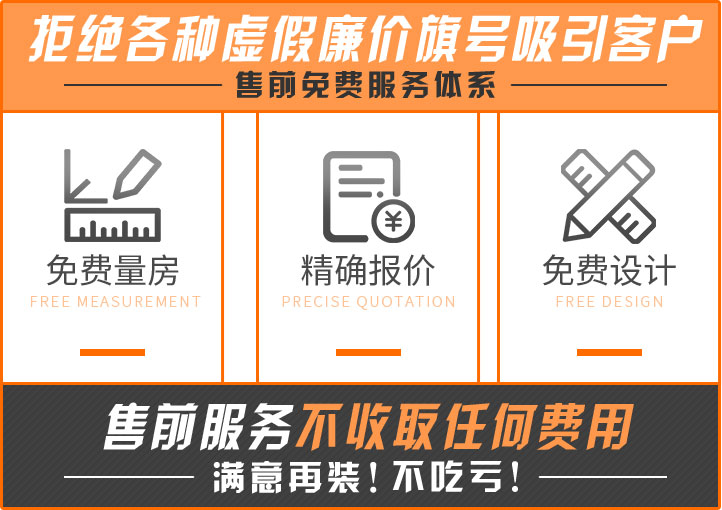 拒绝各种虚假廉价旗号吸引客户
售前免费服务体系
¥
免费量房
FREE MEASUREMENT
精确报价
PRECISE QUOTATION
免费设计
FREE DESIGN
售前服务不收取任何费用
满意再装！不吃亏！